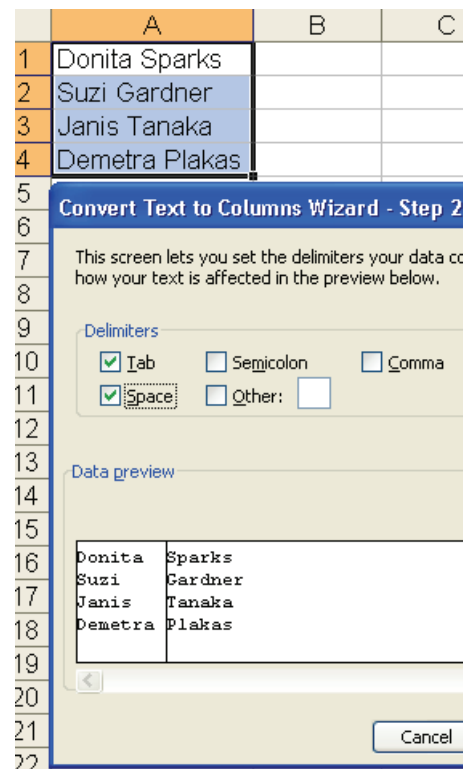 A B C
1 Donita Sparks
2 Suzi Gardner
3 Janis Tanaka
4 Demetra Plakas
5
Convert Text to Columns Wizard - Step 2
6
7 This screen lets you set the delimiters your data co
8 how your text is affected in the preview below.
9 Delimiters
10 Tab Semicolon Comma
11 Space Other:
12
13 Data preview
14
15
16 Donita Sparks
Suzi Gardner
17 Janis Tanaka
18 Demetra Plakas
19
20
21 Cancel
22